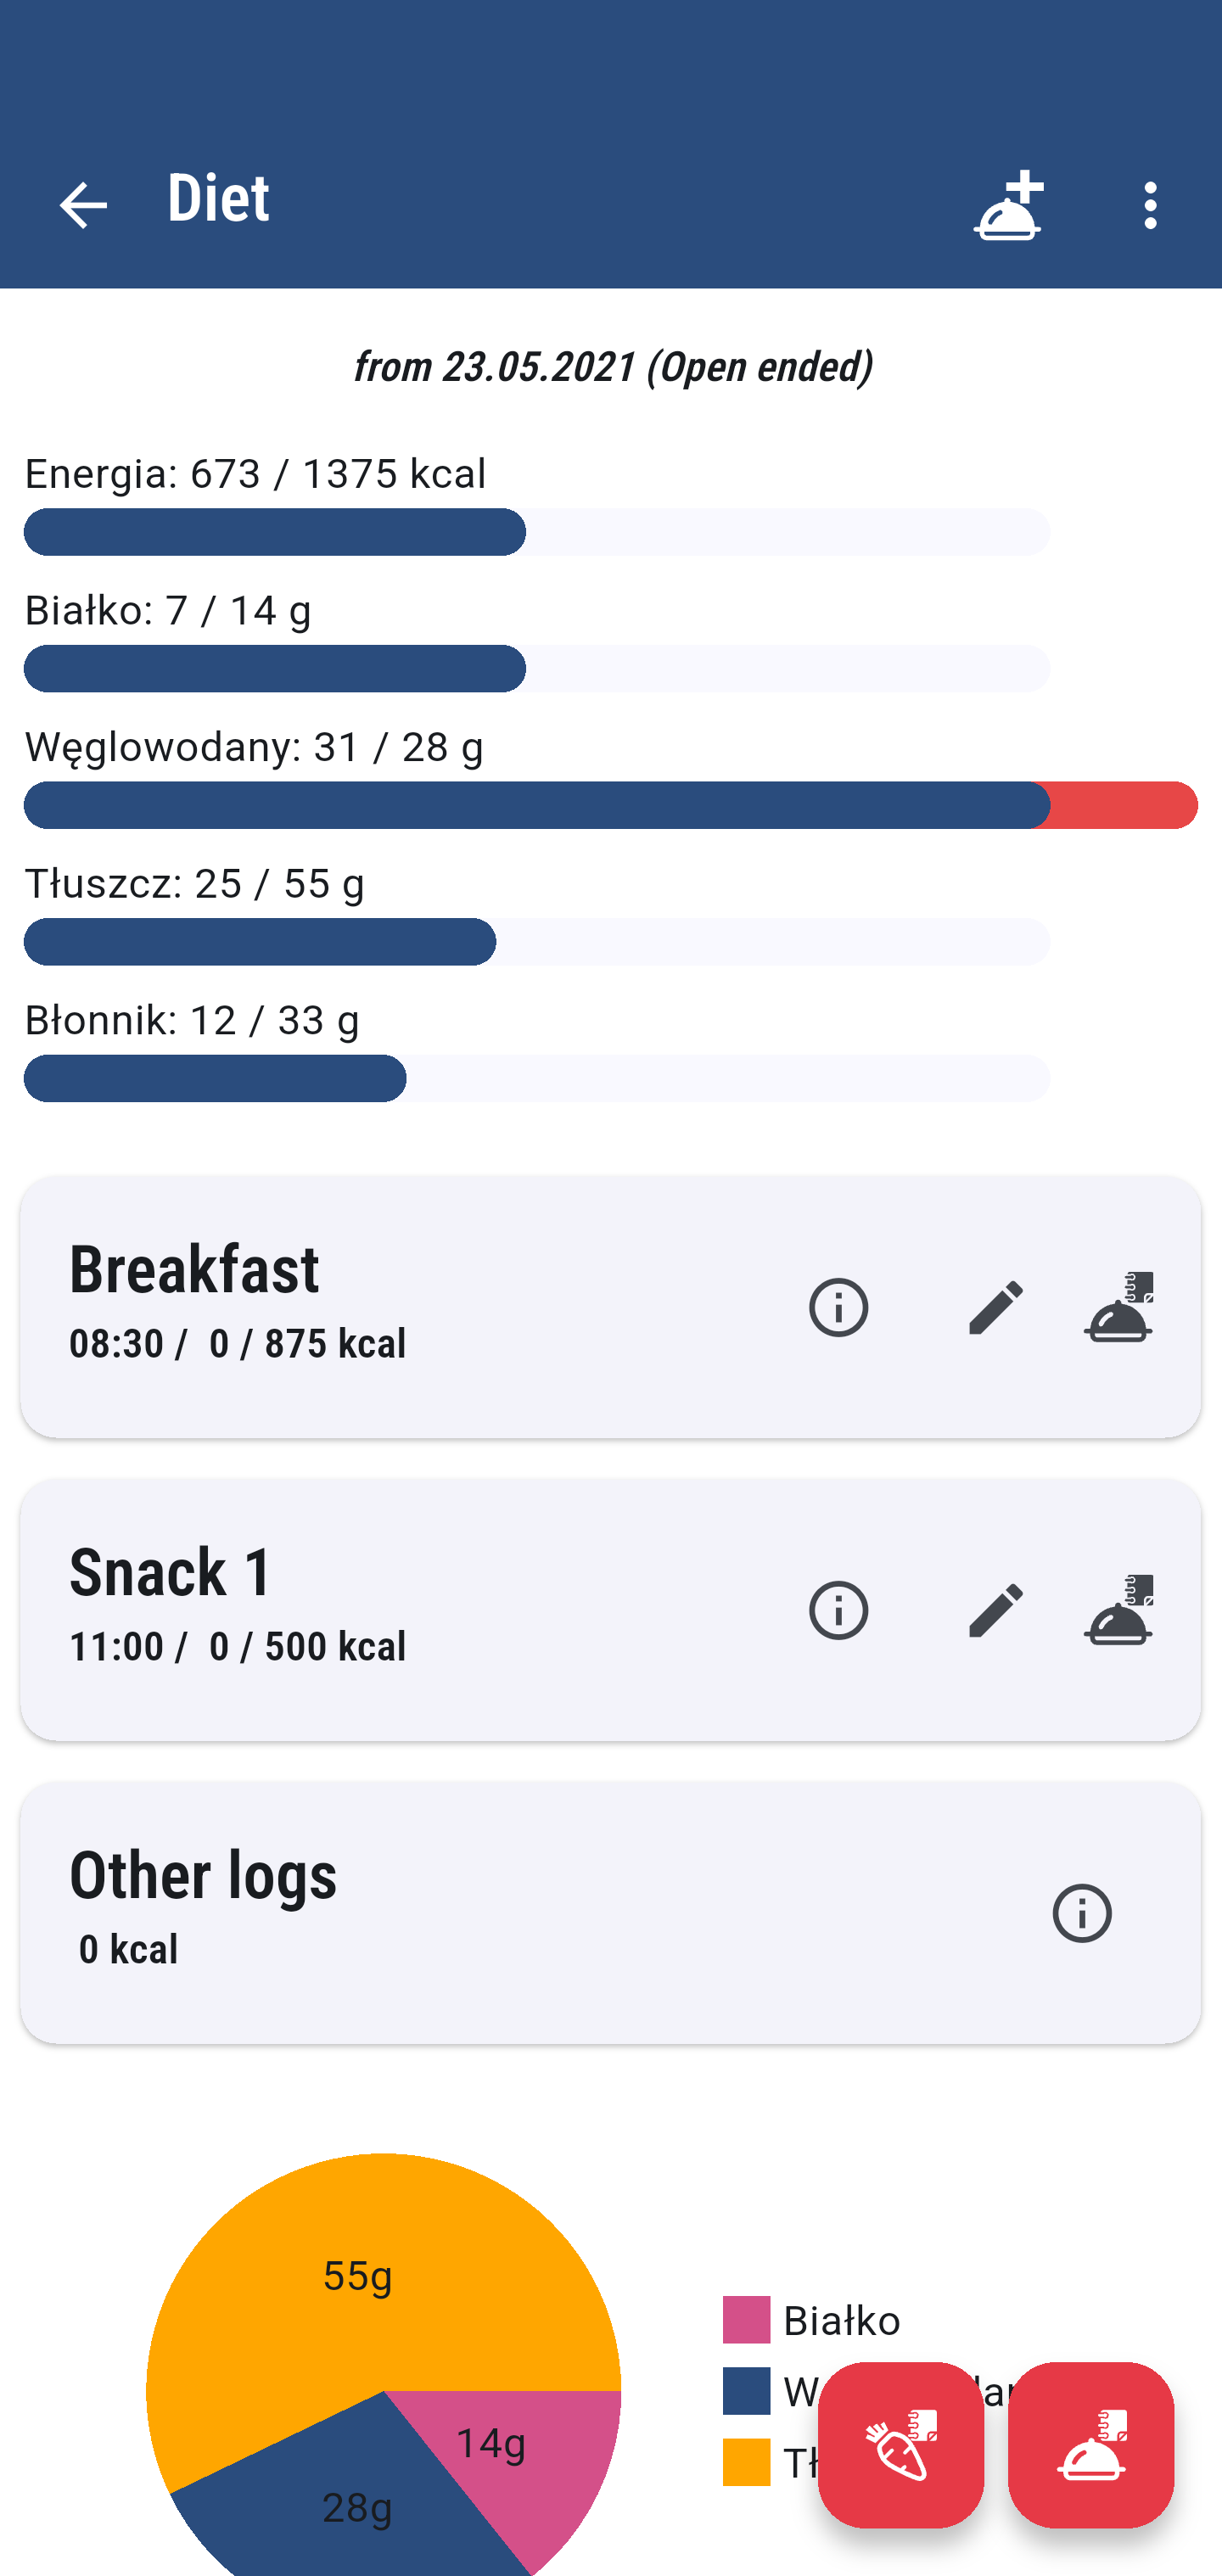 Diet
from 23.05.2021 (Open ended)
Energia: 673 / 1375 kcal
Białko: 7 / 14 g
Węglowodany: 31 / 28 g
Tłuszcz: 25 / 55 g
Błonnik: 12 / 33 g
Breakfast
08:30 / 0 / 875 kcal
Snack 1
11:00 / 0 / 500 kcal
Other logs
0 kcal
55g
14g
28g
Białko